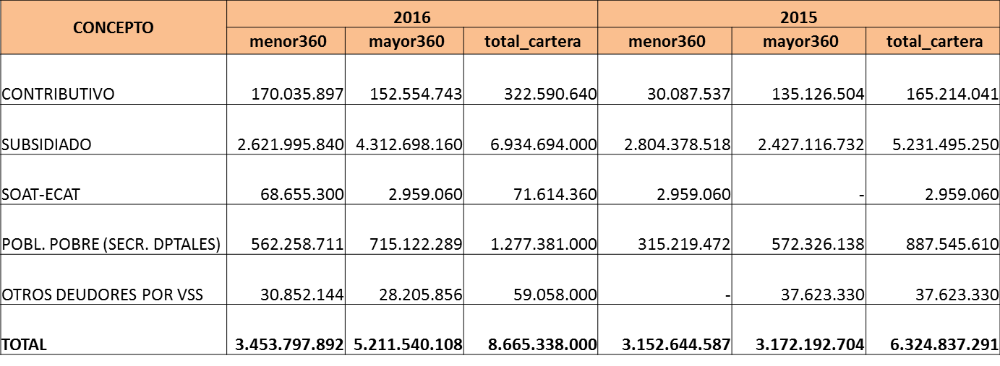 CONCEPTO 2016 2015
menor360 mayor360 total_cartera menor360 mayor360 total_cartera
CONTRIBUTIVO 170.035.897 152.554.743 322.590.640 30.087.537 135.126.504 165.214.041
SUBSIDIADO 2.621.995.840 4.312.698.160 6.934.694.000 2.804.378.518 2.427.116.732 5.231.495.250
SOAT-ECAT 68.655.300 2.959.060 71.614.360 2.959.060 - 2.959.060
POBL. POBRE (SECR. DPTALES) 562.258.711 715.122.289 1.277.381.000 315.219.472 572.326.138 887.545.610
OTROS DEUDORES POR VSS 30.852.144 28.205.856 59.058.000 - 37.623.330 37.623.330
TOTAL 3.453.797.892 5.211.540.108 8.665.338.000 3.152.644.587 3.172.192.704 6.324.837.291